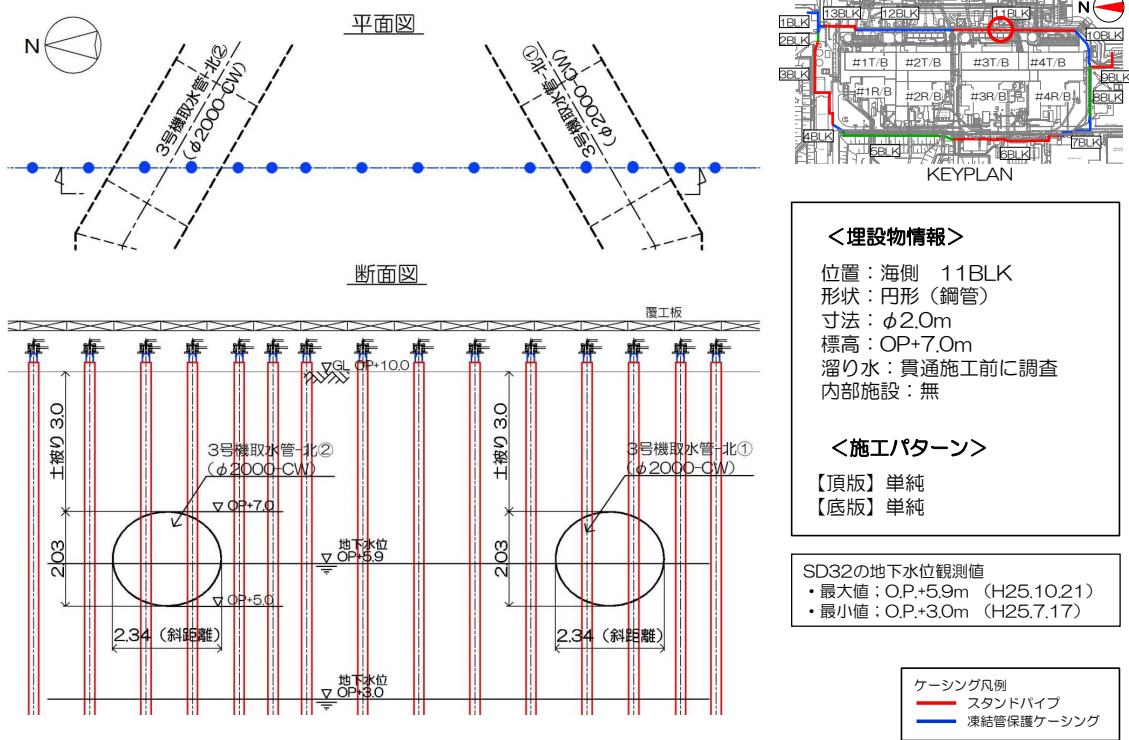 平面図
N
3号機取水管-北②
(φ2000-CW)
3号機取水管-北①
(φ2000-CW)
断面図
覆工板
▽GL OP+10.0
土被り 3.0
土被り 3.0
3号機取水管-北②
(φ2000-CW)
3号機取水管-北①
(φ2000-CW)
▽ OP+7.0
地下水位
▽ OP+5.9
2.03
2.03
▽ OP+5.0
2.34（斜距離）
2.34（斜距離）
地下水位
▽ OP+3.0
N
1BLK
13BLK
12BLK
11BLK
10BLK
2BLK
3BLK
9BLK
8BLK
#1T/B
#2T/B
#3T/B
#4T/B
#1R/B
#2R/B
#3R/B
#4R/B
4BLK
5BLK
6BLK
7BLK
KEYPLAN
＜埋設物情報＞
位置：海側　11BLK
形状：円形（鋼管）
寸法：φ2.0m
標高：OP+7.0m
溜り水：貫通施工前に調査
内部施設：無
＜施工パターン＞
【頂版】単純
【底版】単純
SD32の地下水位観測値
・最大値；O.P.+5.9m （H25.10.21）
・最小値；O.P.+3.0m （H25.7.17）
ケーシング凡例
スタンドパイプ
凍結管保護ケーシング